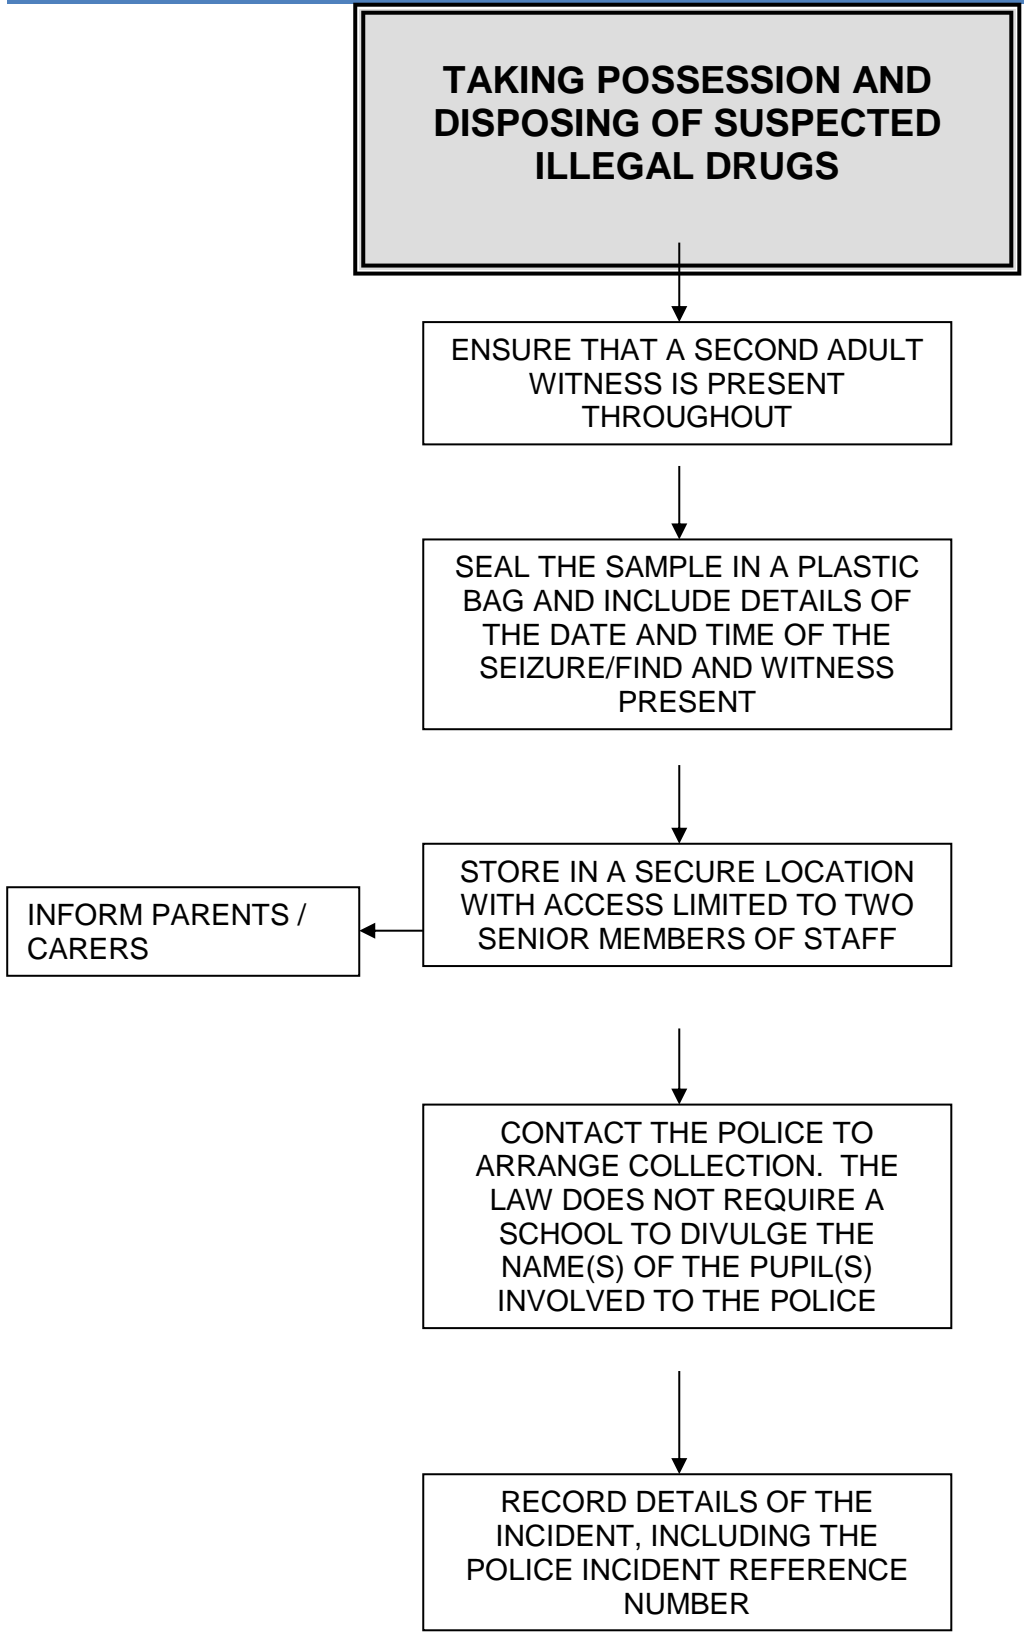 TAKING POSSESSION AND
DISPOSING OF SUSPECTED
ILLEGAL DRUGS
ENSURE THAT A SECOND ADULT
WITNESS IS PRESENT
THROUGHOUT
SEAL THE SAMPLE IN A PLASTIC
BAG AND INCLUDE DETAILS OF
THE DATE AND TIME OF THE
SEIZURE/FIND AND WITNESS
PRESENT
STORE IN A SECURE LOCATION
WITH ACCESS LIMITED TO TWO
SENIOR MEMBERS OF STAFF
INFORM PARENTS /
CARERS
CONTACT THE POLICE TO
ARRANGE COLLECTION.  THE
LAW DOES NOT REQUIRE A
SCHOOL TO DIVULGE THE
NAME(S) OF THE PUPIL(S)
INVOLVED TO THE POLICE
RECORD DETAILS OF THE
INCIDENT, INCLUDING THE
POLICE INCIDENT REFERENCE
NUMBER